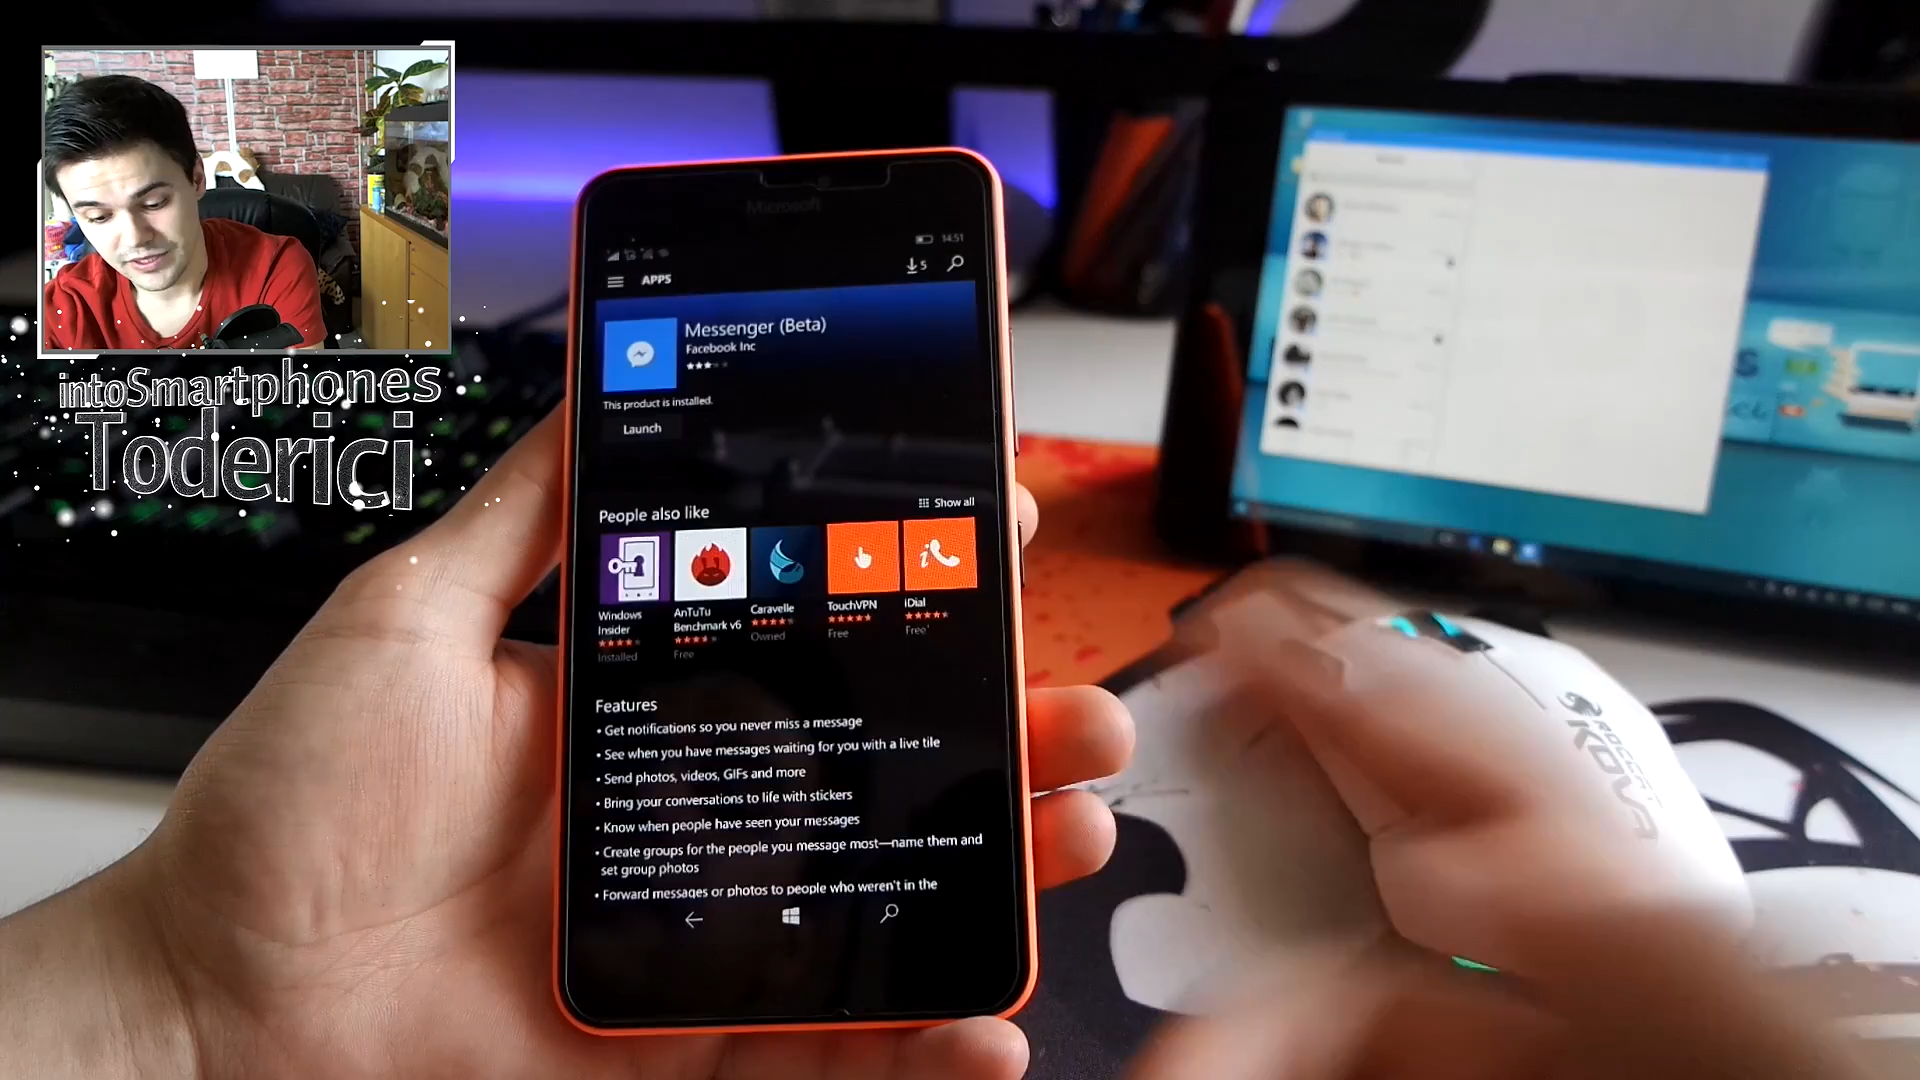 intoSmartphones
Toderici
Microsoft
14:51
APPS
5
Messenger (Beta)
Facebook Inc
This product is installed.
Launch
People also like
Show all
Windows
Insider
Installed
AnTuTu
Benchmark v6
Free
Caravelle
Owned
TouchVPN
Free
iDial
Free+
Features
• Get notifications so you never miss a message
• See when you have messages waiting for you with a live tile
• Send photos, videos, GIFs and more
• Bring your conversations to life with stickers
• Know when people have seen your messages
• Create groups for the people you message most—name them and
set group photos
• Forward messages or photos to people who weren't in the
ROCCAT
KOVA